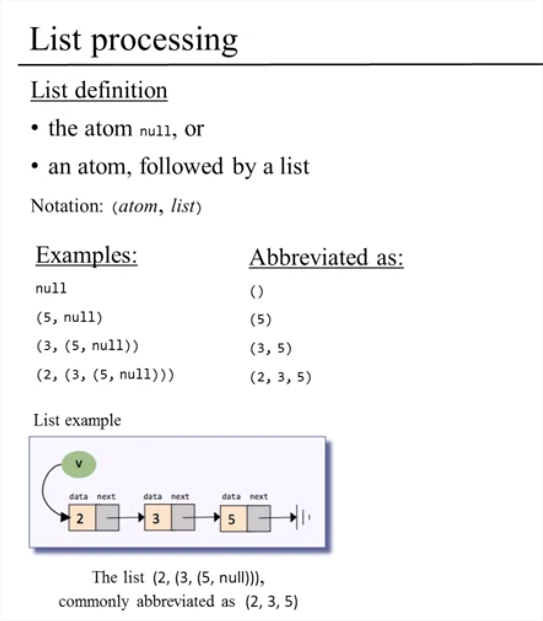 List processing
List definition
• the atom null, or
• an atom, followed by a list
Notation: (atom, list)
Examples: Abbreviated as:
null ()
(5, null) (5)
(3, (5, null)) (3, 5)
(2, (3, (5, null))) (2, 3, 5)
List example
v
data next data next data next
2 3 5
The list (2, (3, (5, null))),
commonly abbreviated as (2, 3, 5)